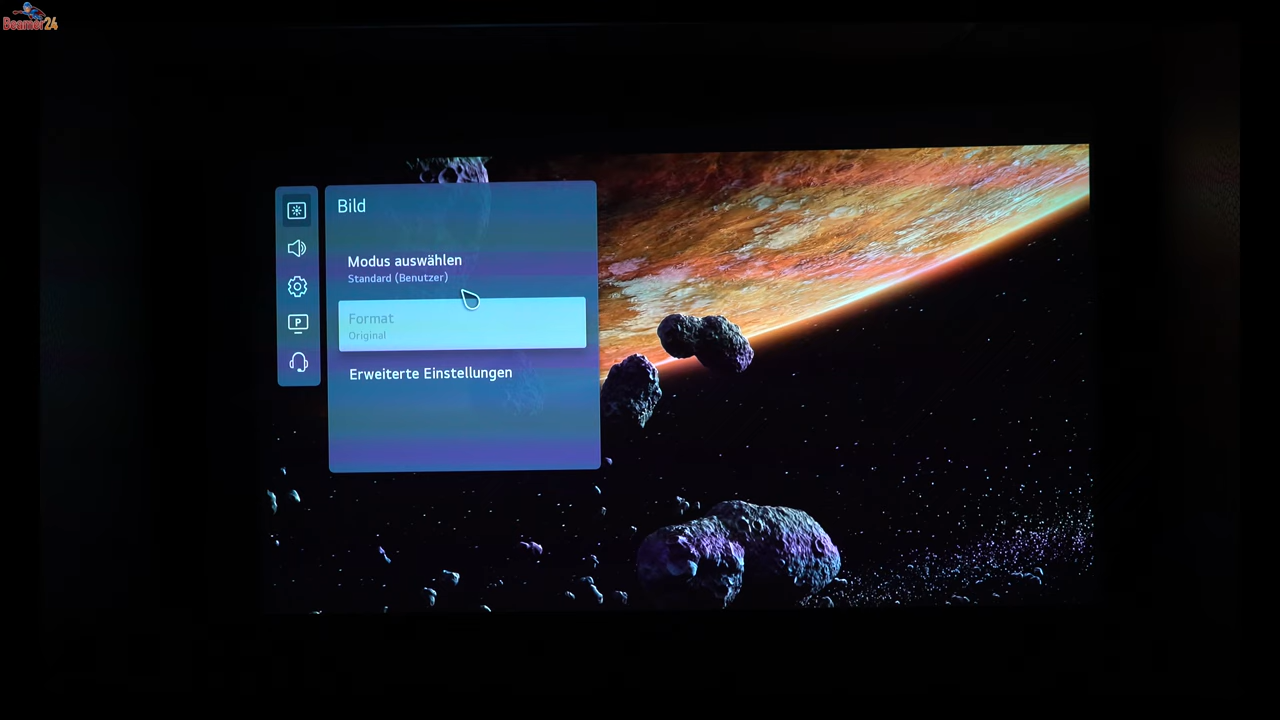 Beamer24
Bild
Modus auswählen
Standard (Benutzer)
Format
Original
Erweiterte Einstellungen
P